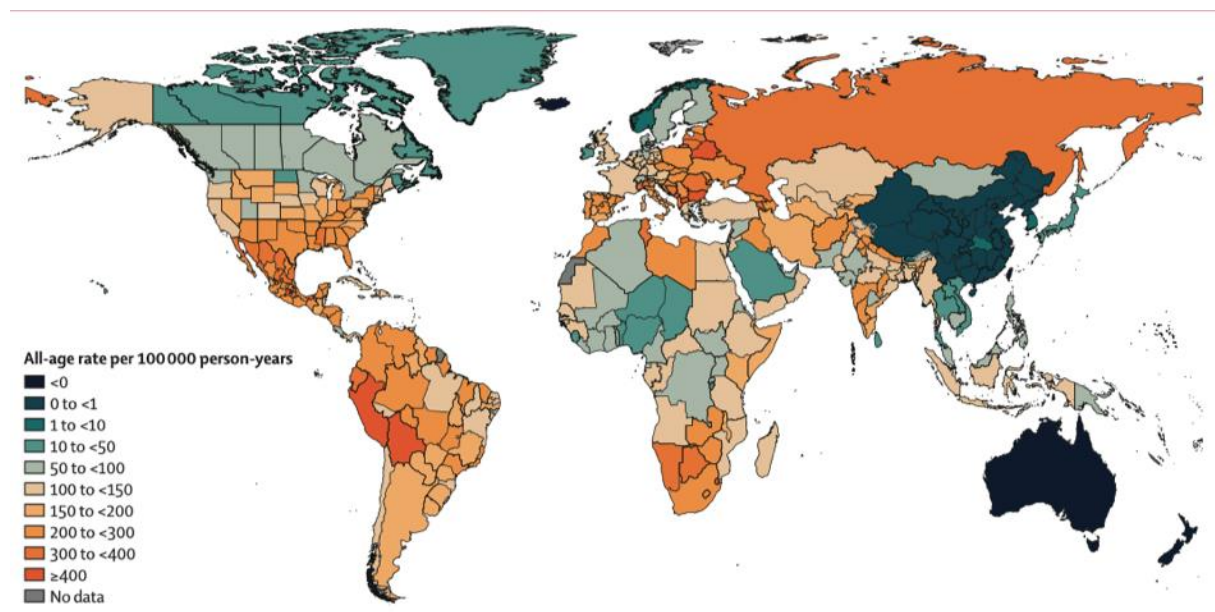 All-age rate per 100 000 person-years
<0
0 to <1
1 to <10
10 to <50
50 to <100
100 to <150
150 to <200
200 to <300
300 to <400
≥400
No data